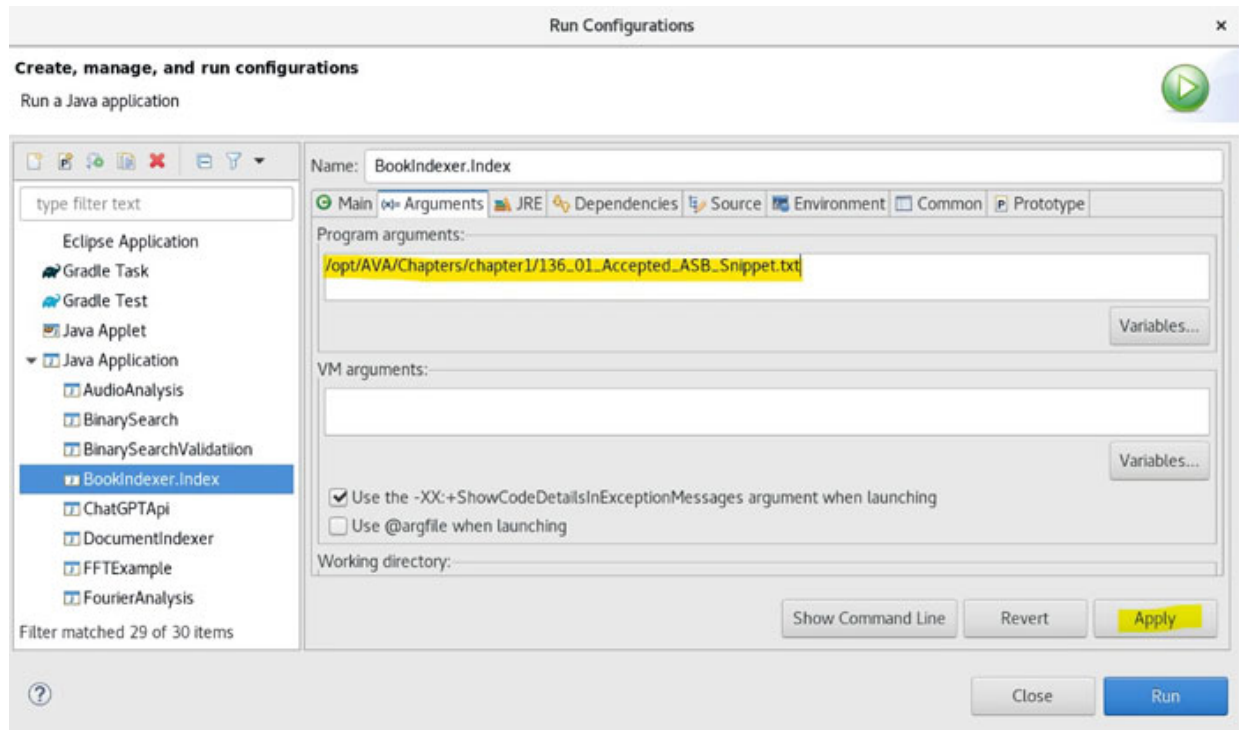 Run Configurations
Create, manage, and run configurations
Run a Java application
type filter text
Eclipse Application
Gradle Task
Gradle Test
Java Applet
Java Application
AudioAnalysis
BinarySearch
BinarySearchValidatiion
BookIndexer.Index
ChatGPTApi
DocumentIndexer
FFTExample
FourierAnalysis
Filter matched 29 of 30 items
Name: BookIndexer.Index
Main (x)= Arguments JRE Dependencies Source Environment Common P Prototype
Program arguments:
/opt/AVA/Chapters/chapter1/136_01_Accepted_ASB_Snippet.txt
Variables...
VM arguments:
Variables...
Use the -XX:+ShowCodeDetailsInExceptionMessages argument when launching
Use @argfile when launching
Working directory:
Show Command Line Revert Apply
Close Run